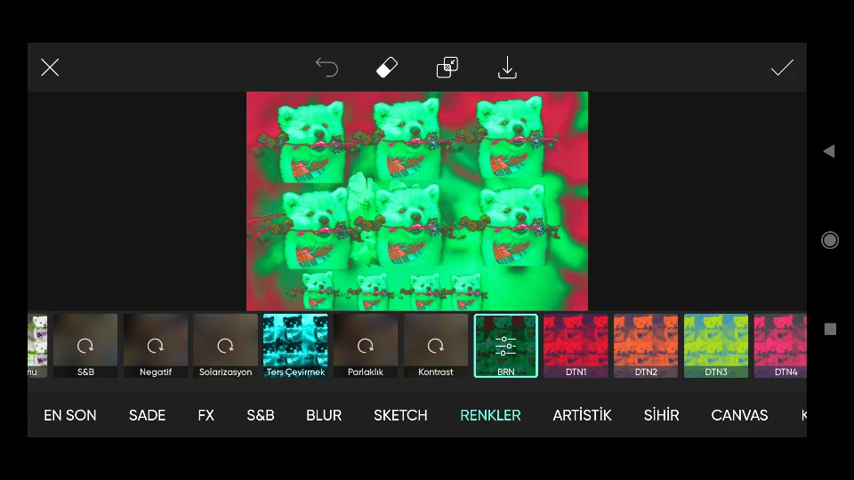 nu S&B Negatif Solarizasyon Ters Çevirmek Parlaklık Kontrast BRN DTN1 DTN2 DTN3 DTN4
EN SON SADE FX S&B BLUR SKETCH RENKLER ARTİSTİK SİHİR CANVAS K